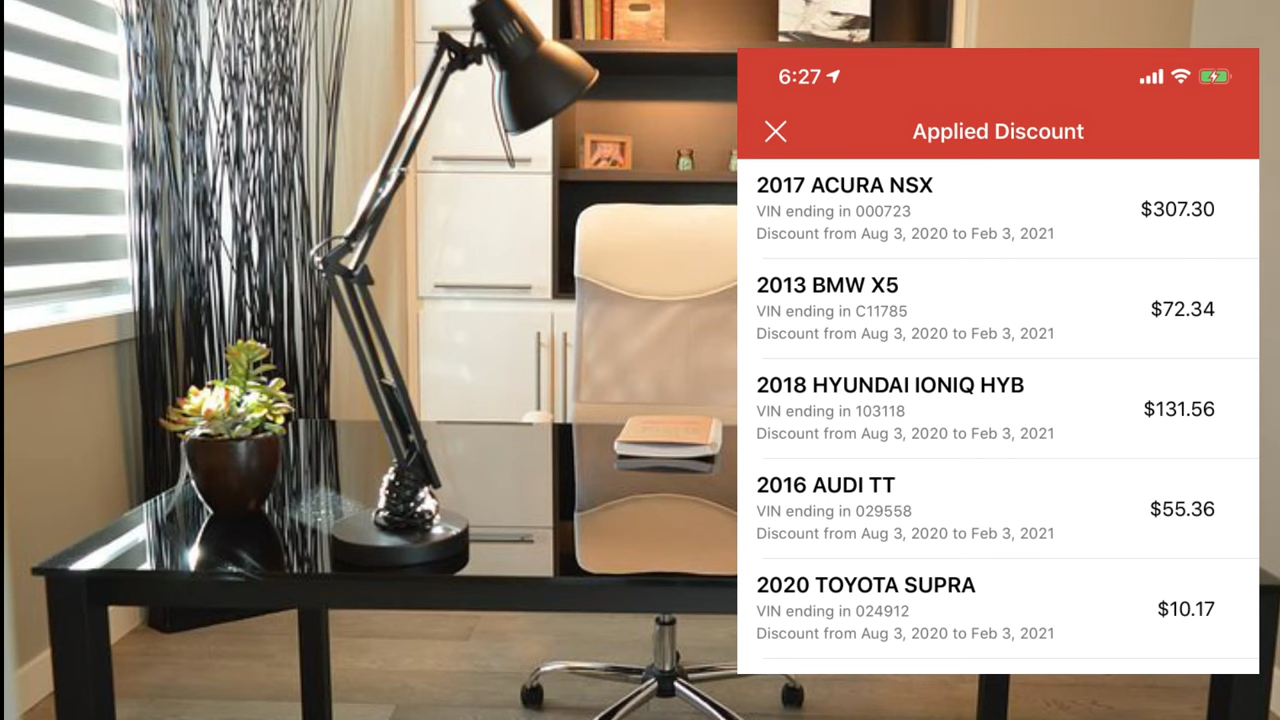 6:27
Applied Discount
2017 ACURA NSX
VIN ending in 000723
Discount from Aug 3, 2020 to Feb 3, 2021
$307.30
2013 BMW X5
VIN ending in C11785
Discount from Aug 3, 2020 to Feb 3, 2021
$72.34
2018 HYUNDAI IONIQ HYB
VIN ending in 103118
Discount from Aug 3, 2020 to Feb 3, 2021
$131.56
2016 AUDI TT
VIN ending in 029558
Discount from Aug 3, 2020 to Feb 3, 2021
$55.36
2020 TOYOTA SUPRA
VIN ending in 024912
Discount from Aug 3, 2020 to Feb 3, 2021
$10.17